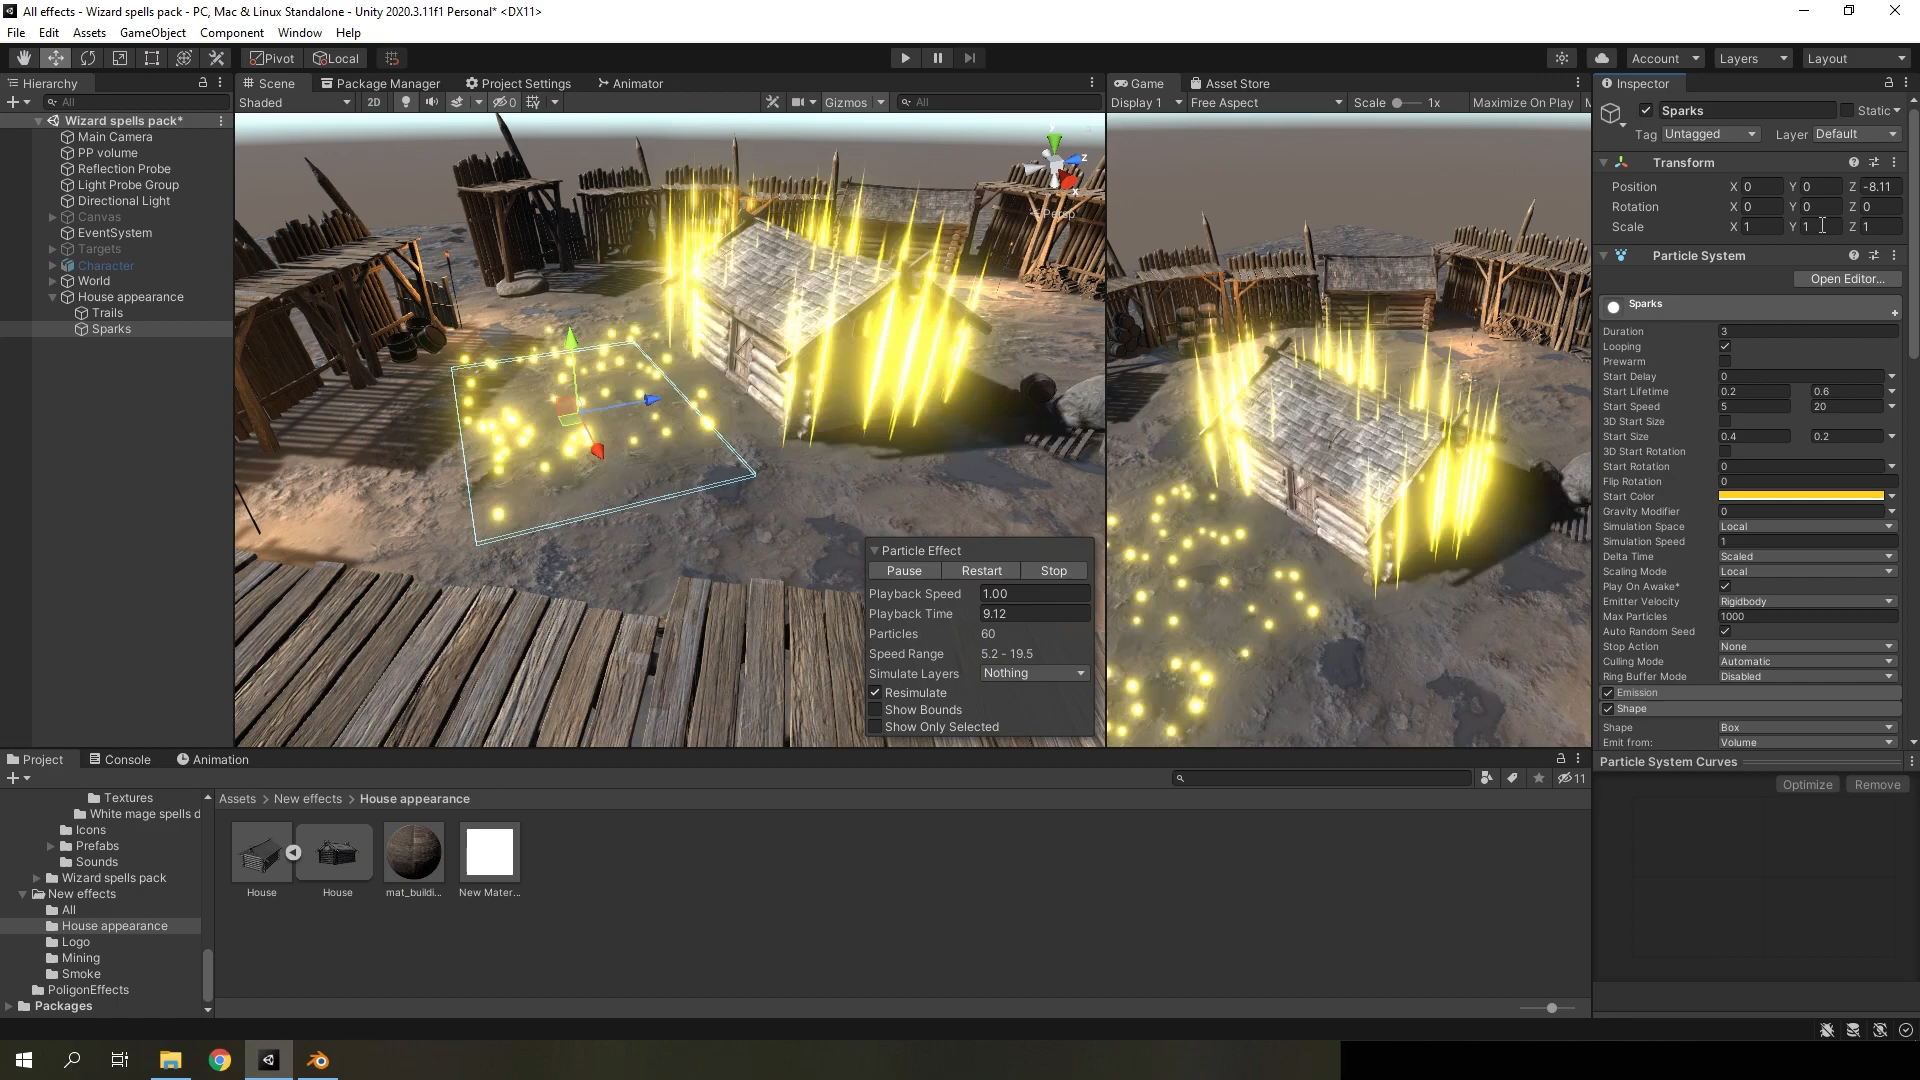 All effects - Wizard spells pack - PC, Mac & Linux Standalone - Unity 2020.3.11f1 Personal* <DX11>
File Edit Assets GameObject Component Window Help
Pivot Local Account Layers Layout
Hierarchy
All
Wizard spells pack*
Main Camera
PP volume
Reflection Probe
Light Probe Group
Directional Light
Canvas
EventSystem
Targets
Character
World
House appearance
Trails
Sparks
Scene Package Manager Project Settings Animator
Shaded 2D 0 Gizmos All
y
z
x
Persp
Particle Effect
Pause Restart Stop
Playback Speed 1.00
Playback Time 9.12
Particles 60
Speed Range 5.2 - 19.5
Simulate Layers Nothing
Resimulate
Show Bounds
Show Only Selected
Game Asset Store
Display 1 Free Aspect Scale 1x Maximize On Play M
Inspector
Sparks Static
Tag Untagged Layer Default
Transform
Position X 0 Y 0 Z -8.11
Rotation X 0 Y 0 Z 0
Scale X 1 Y 1 Z 1
Particle System
Open Editor...
Sparks
Duration 3
Looping
Prewarm
Start Delay 0
Start Lifetime 0.2 0.6
Start Speed 5 20
3D Start Size
Start Size 0.4 0.2
3D Start Rotation
Start Rotation 0
Flip Rotation 0
Start Color
Gravity Modifier 0
Simulation Space Local
Simulation Speed 1
Delta Time Scaled
Scaling Mode Local
Play On Awake*
Emitter Velocity Rigidbody
Max Particles 1000
Auto Random Seed
Stop Action None
Culling Mode Automatic
Ring Buffer Mode Disabled
Emission
Shape
Shape Box
Emit from: Volume
Particle System Curves
Optimize Remove
Project Console Animation
11
Textures
White mage spells d
Icons
Prefabs
Sounds
Wizard spells pack
New effects
All
House appearance
Logo
Mining
Smoke
PoligonEffects
Packages
Assets > New effects > House appearance
House House mat_buildi... New Mater...